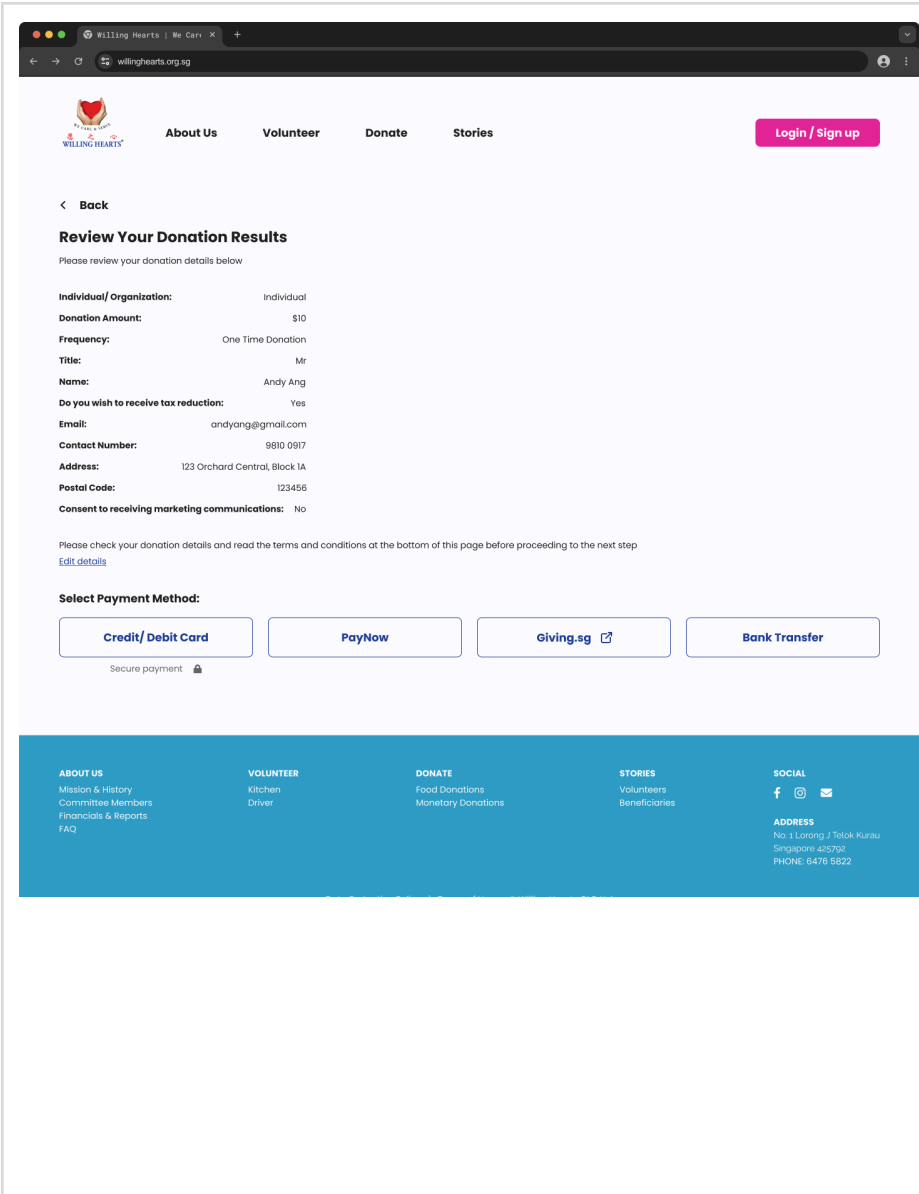 Willing Hearts | We Car
willinghearts.org.sg
WE CARE & SERVE
WILLING HEARTS
About Us Volunteer Donate Stories Login / Sign up
Back
Review Your Donation Results
Please review your donation details below
Individual/ Organization: Individual
Donation Amount: $10
Frequency: One Time Donation
Title: Mr
Name: Andy Ang
Do you wish to receive tax reduction: Yes
Email: andyang@gmail.com
Contact Number: 9810 0917
Address: 123 Orchard Central, Block 1A
Postal Code: 123456
Consent to receiving marketing communications: No
Please check your donation details and read the terms and conditions at the bottom of this page before proceeding to the next step
Edit details
Select Payment Method:
Credit/ Debit Card PayNow Giving.sg Bank Transfer
Secure payment
ABOUT US
Mission & History
Committee Members
Financials & Reports
FAQ
VOLUNTEER
Kitchen
Driver
DONATE
Food Donations
Monetary Donations
STORIES
Volunteers
Beneficiaries
SOCIAL
ADDRESS
No. 1 Lorong J Telok Kurau
Singapore 425792
PHONE: 6476 5822